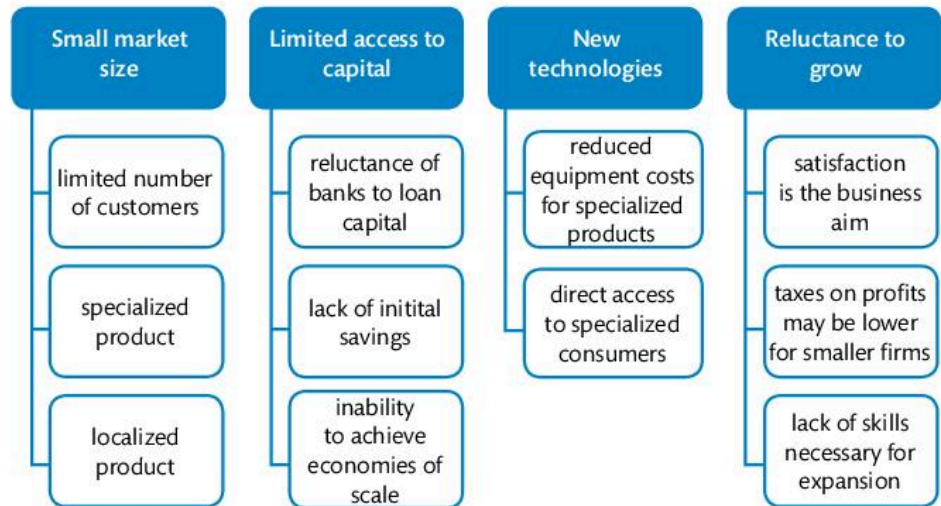 Small market
size
limited number
of customers
specialized
product
localized
product
Limited access to
capital
reluctance of
banks to loan
capital
lack of initital
savings
inability
to achieve
economies of
scale
New
technologies
reduced
equipment costs
for specialized
products
direct access
to specialized
consumers
Reluctance to
grow
satisfaction
is the business
aim
taxes on profits
may be lower
for smaller firms
lack of skills
necessary for
expansion